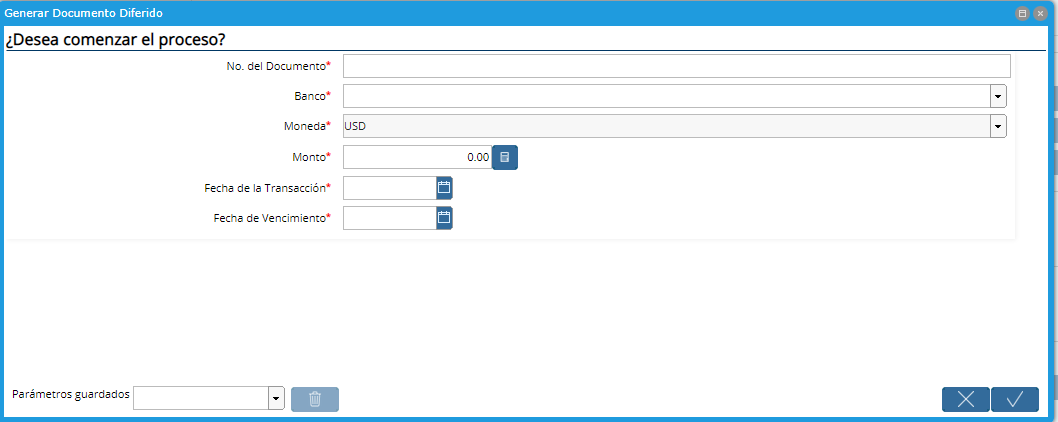 Generar Documento Diferido
¿Desea comenzar el proceso?
No. del Documento*
Banco*
Moneda* USD
Monto* 0.00
Fecha de la Transacción*
Fecha de Vencimiento*
Parámetros guardados